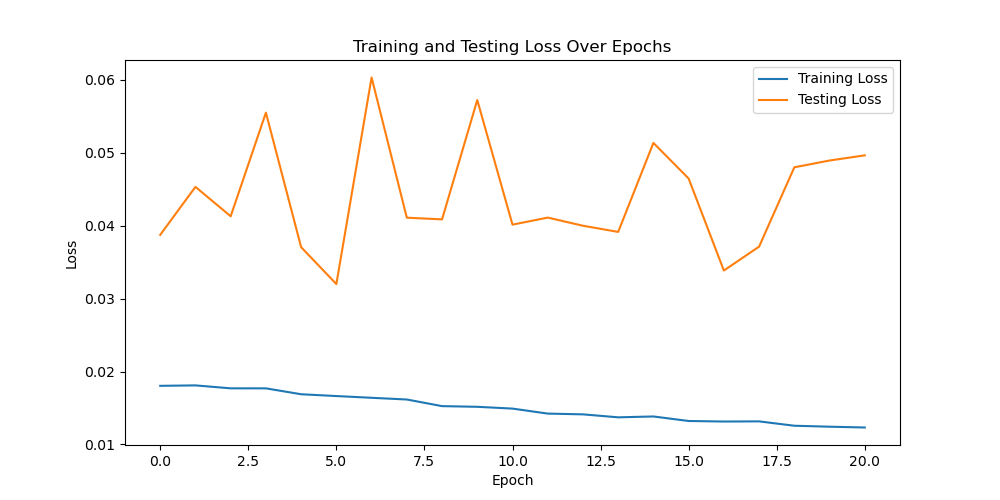 Training and Testing Loss Over Epochs
Training Loss
Testing Loss
0.06
0.05
0.04
0.03
0.02
0.01
Loss
0.0 2.5 5.0 7.5 10.0 12.5 15.0 17.5 20.0
Epoch